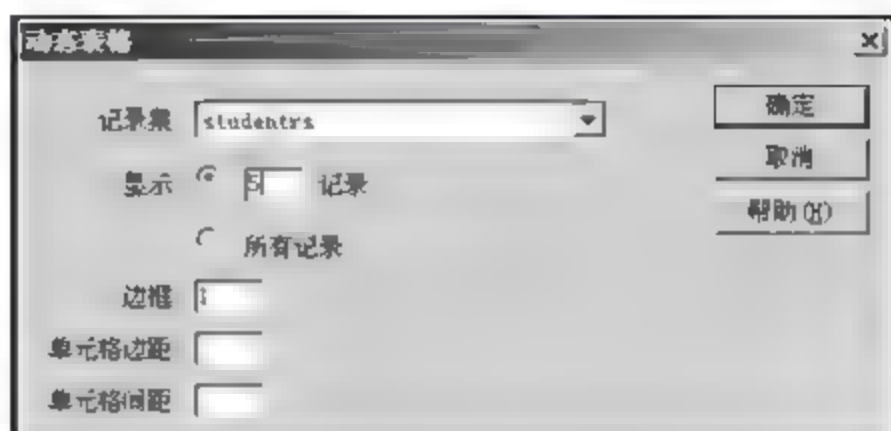 动态表格
记录集 studentrs 确定
显示 5 记录 取消
所有记录 帮助(H)
边框 1
单元格边距
单元格间距